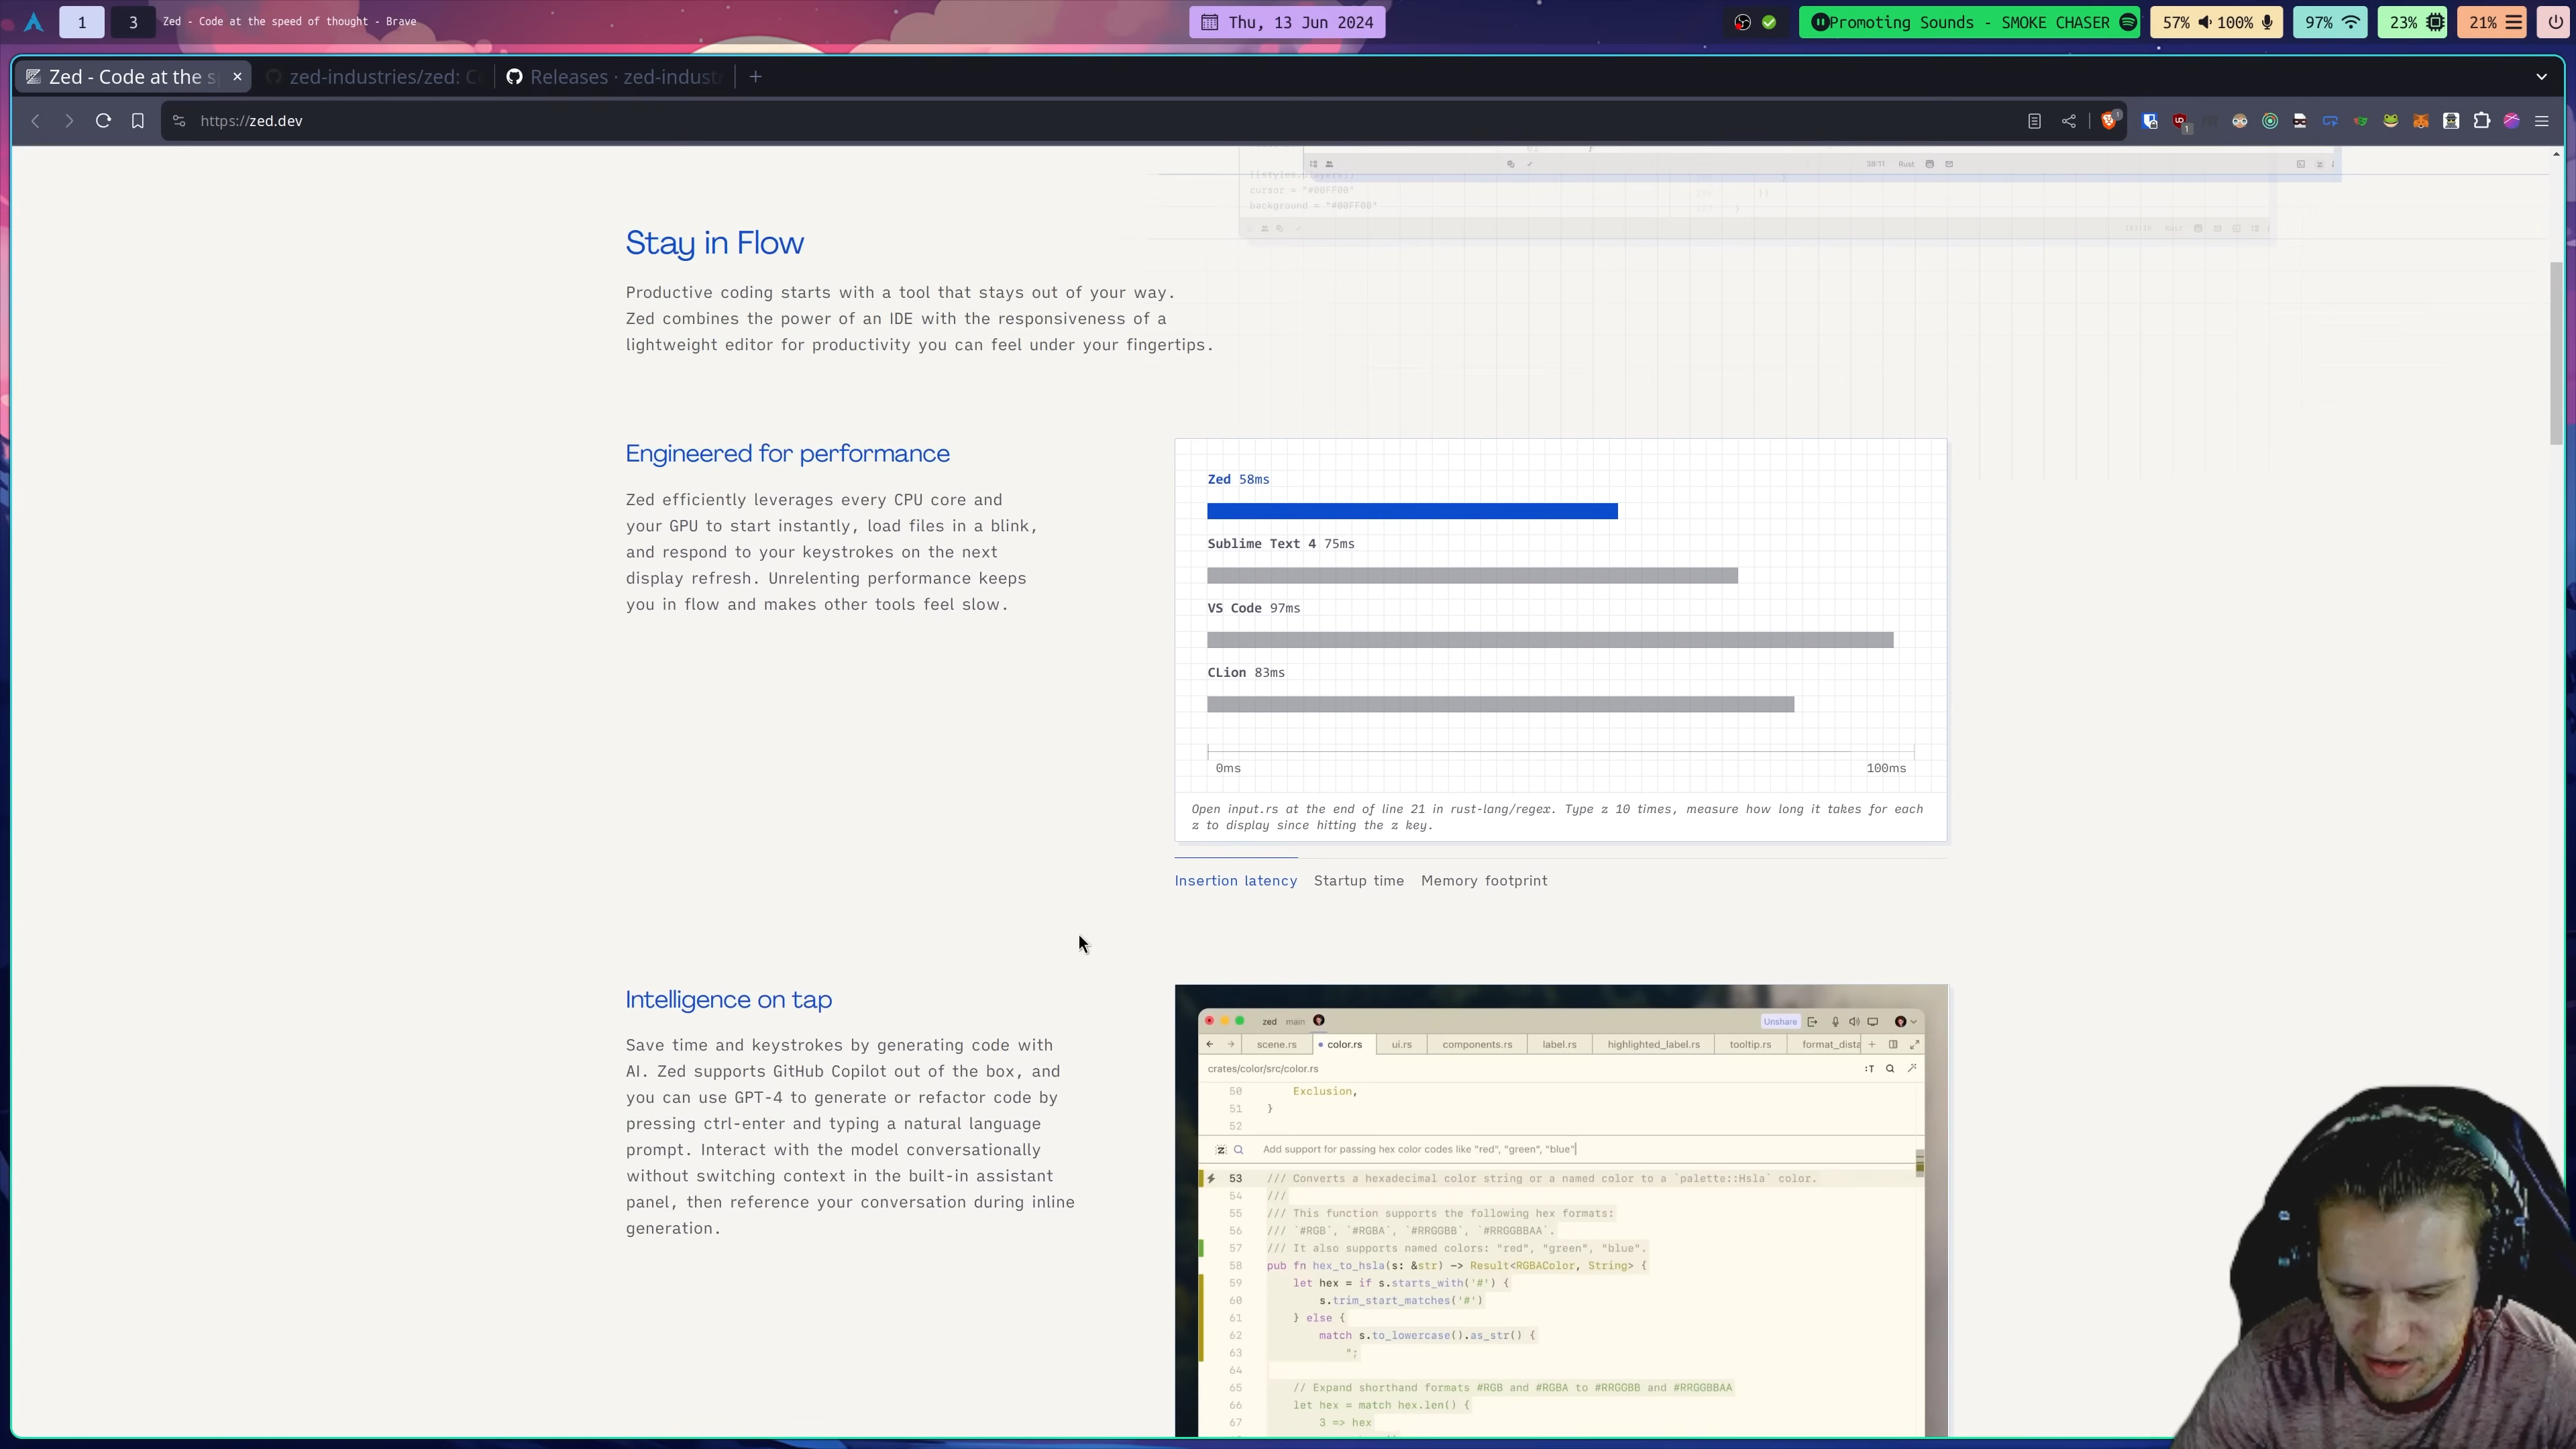 1
3
Zed - Code at the speed of thought - Brave
Thu, 13 Jun 2024
Promoting Sounds - SMOKE CHASER
57%
100%
97%
23%
21%
Zed - Code at the s
zed-industries/zed: C
Releases · zed-indust
https://zed.dev
38:11
Rust
cursor = "#00FF00"
background = "#00FF00"
Stay in Flow
Productive coding starts with a tool that stays out of your way.
Zed combines the power of an IDE with the responsiveness of a
lightweight editor for productivity you can feel under your fingertips.
Engineered for performance
Zed efficiently leverages every CPU core and
your GPU to start instantly, load files in a blink,
and respond to your keystrokes on the next
display refresh. Unrelenting performance keeps
you in flow and makes other tools feel slow.
Zed 58ms
Sublime Text 4 75ms
VS Code 97ms
CLion 83ms
0ms
100ms
Open input.rs at the end of line 21 in rust-lang/regex. Type z 10 times, measure how long it takes for each
z to display since hitting the z key.
Insertion latency
Startup time
Memory footprint
Intelligence on tap
Save time and keystrokes by generating code with
AI. Zed supports GitHub Copilot out of the box, and
you can use GPT-4 to generate or refactor code by
pressing ctrl-enter and typing a natural language
prompt. Interact with the model conversationally
without switching context in the built-in assistant
panel, then reference your conversation during inline
generation.
zed main
Unshare
scene.rs
color.rs
ui.rs
components.rs
label.rs
highlighted_label.rs
tooltip.rs
format_dista
crates/color/src/color.rs
50 Exclusion,
51 }
52
Add support for passing hex color codes like "red", "green", "blue"
53 /// Converts a hexadecimal color string or a named color to a `palette::Hsla` color.
54 ///
55 /// This function supports the following hex formats:
56 /// `#RGB`, `#RGBA`, `#RRGGBB`, `#RRGGBBAA`.
57 /// It also supports named colors: "red", "green", "blue".
58 pub fn hex_to_hsla(s: &str) -> Result<RGBAColor, String> {
59 let hex = if s.starts_with('#') {
60 s.trim_start_matches('#')
61 } else {
62 match s.to_lowercase().as_str() {
63 ";
64
65 // Expand shorthand formats #RGB and #RGBA to #RRGGBB and #RRGGBBAA
66 let hex = match hex.len() {
67 3 => hex